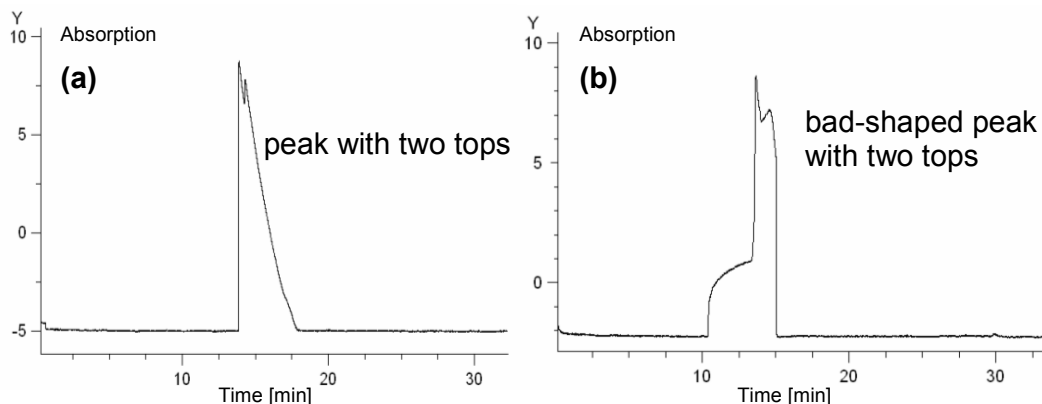 Y
Absorption
(a)
10
5
0
-5
peak with two tops
10
20
30
Time [min]
Y
Absorption
(b)
10
5
0
bad-shaped peak
with two tops
10
20
30
Time [min]